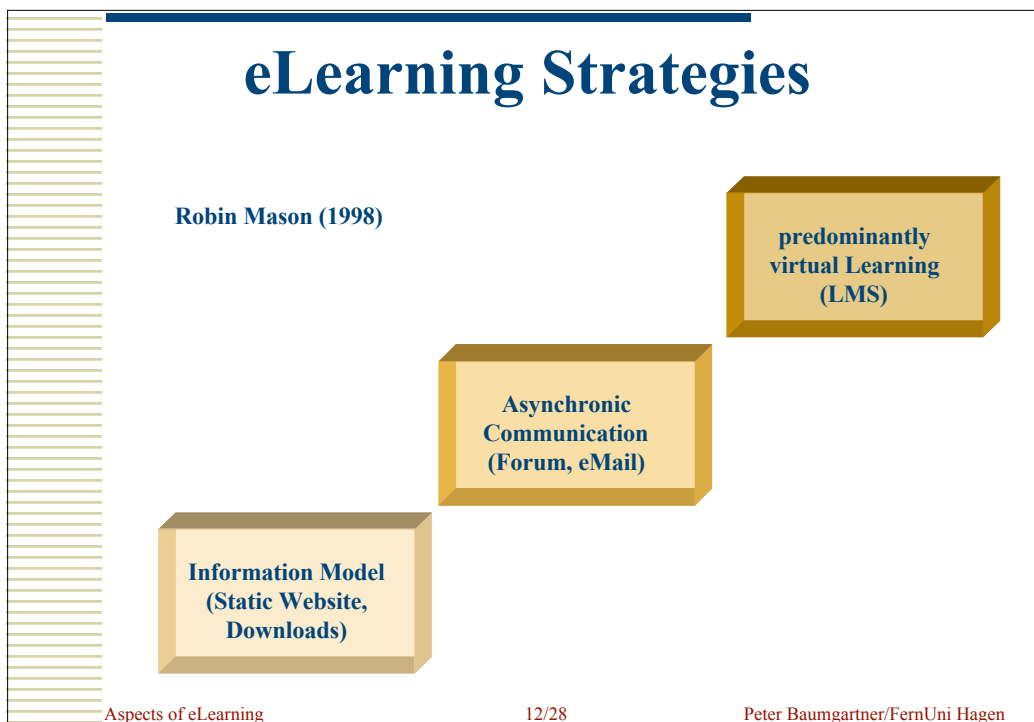 eLearning Strategies
Robin Mason (1998)
predominantly
virtual Learning
(LMS)
Asynchronic
Communication
(Forum, eMail)
Information Model
(Static Website,
Downloads)
Aspects of eLearning
12/28
Peter Baumgartner/FernUni Hagen